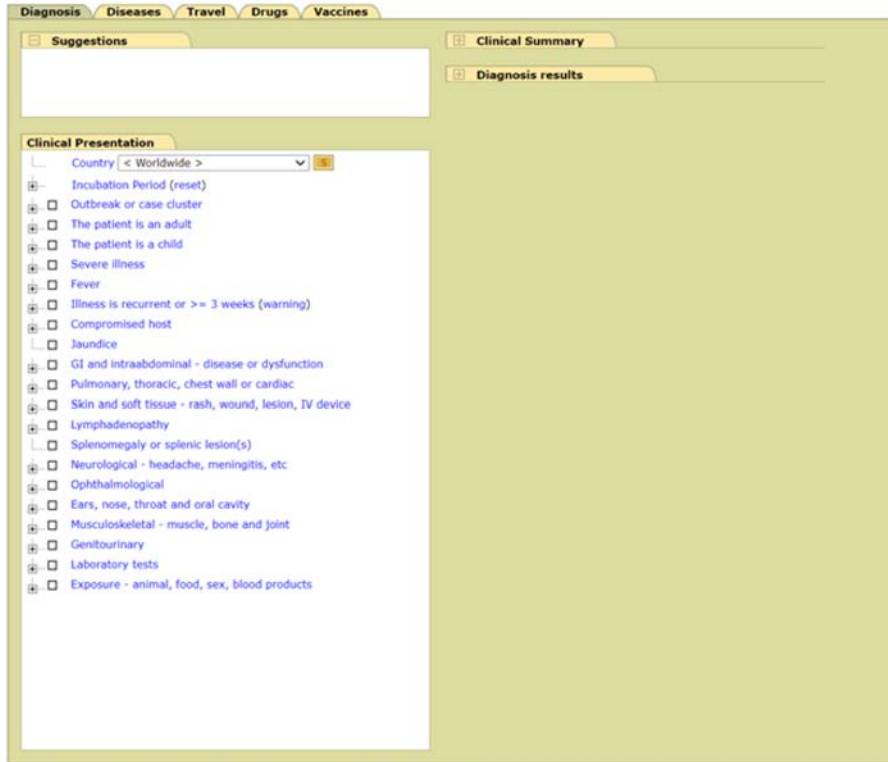 Diagnosis Diseases Travel Drugs Vaccines
Suggestions
Clinical Summary
Diagnosis results
Clinical Presentation
Country < Worldwide > S
Incubation Period (reset)
Outbreak or case cluster
The patient is an adult
The patient is a child
Severe illness
Fever
Illness is recurrent or >= 3 weeks (warning)
Compromised host
Jaundice
GI and intraabdominal - disease or dysfunction
Pulmonary, thoracic, chest wall or cardiac
Skin and soft tissue - rash, wound, lesion, IV device
Lymphadenopathy
Splenomegaly or splenic lesion(s)
Neurological - headache, meningitis, etc
Ophthalmological
Ears, nose, throat and oral cavity
Musculoskeletal - muscle, bone and joint
Genitourinary
Laboratory tests
Exposure - animal, food, sex, blood products